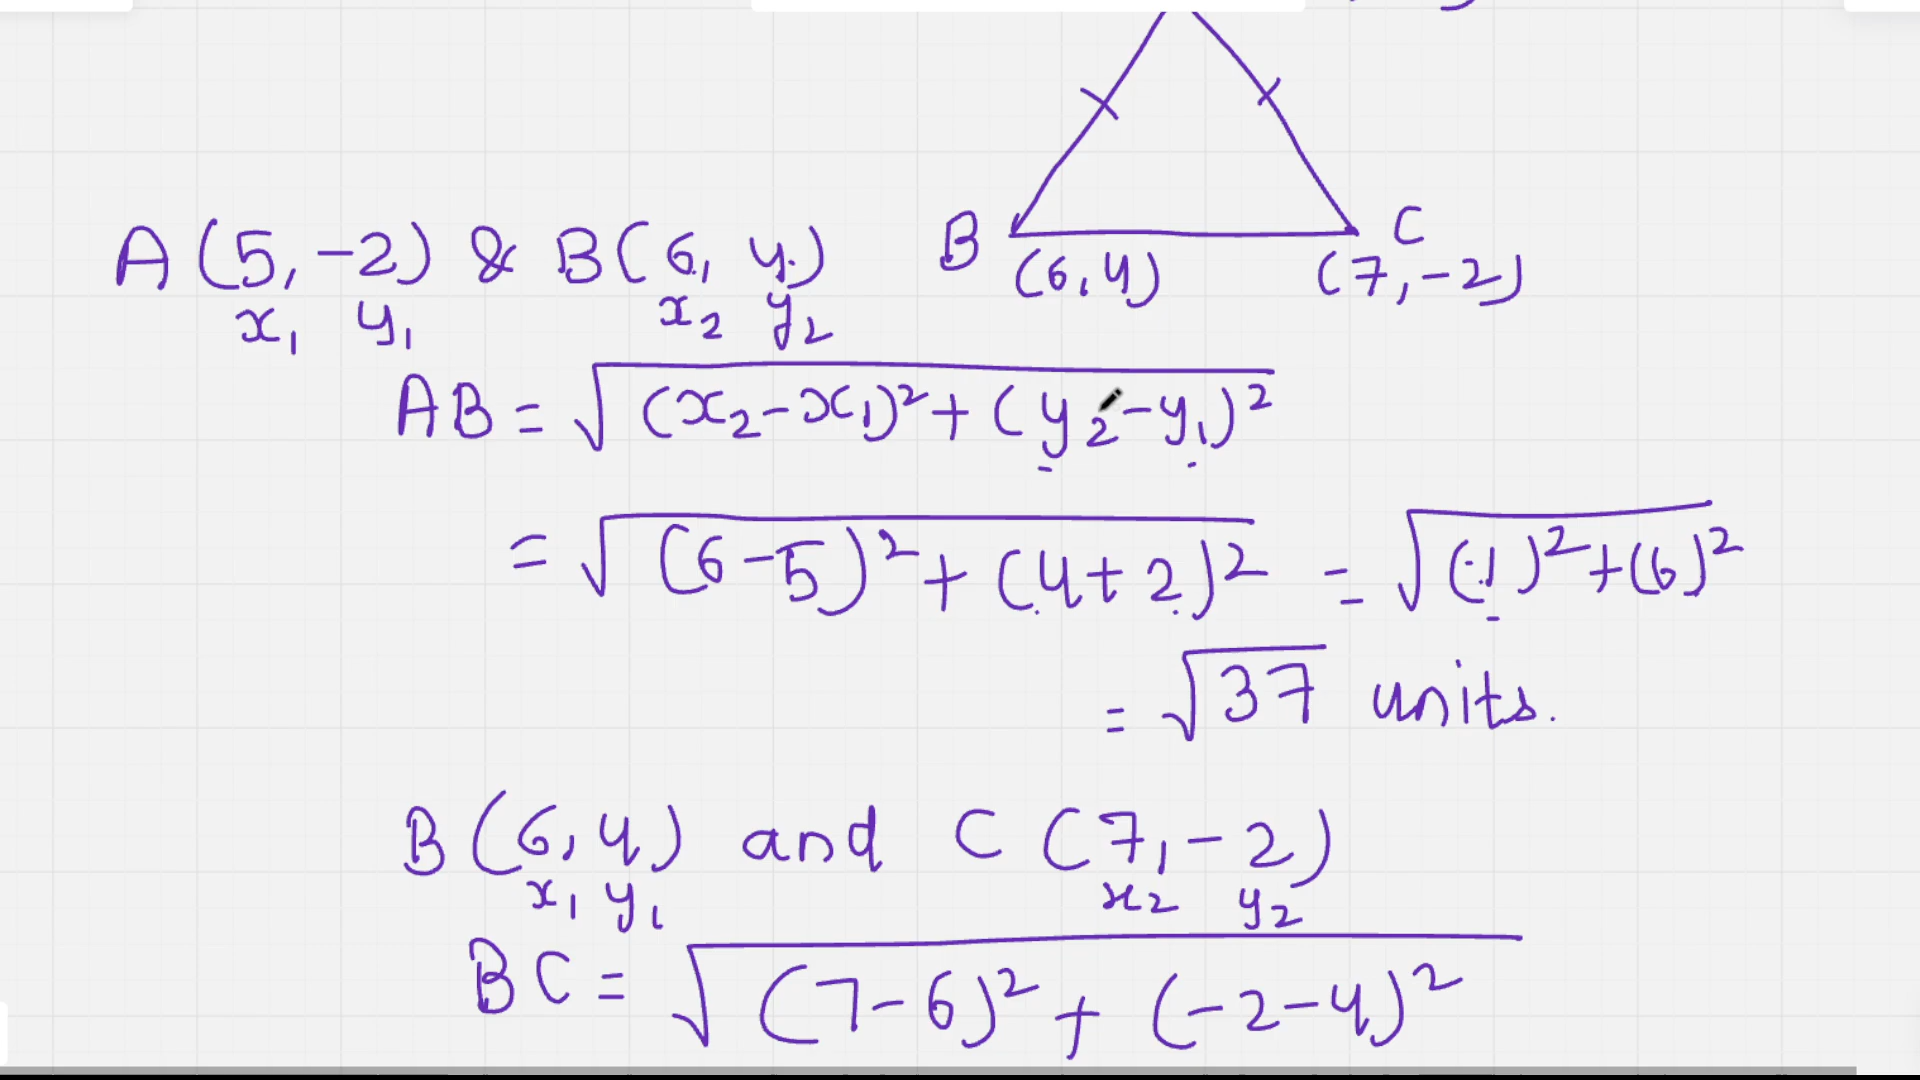 A (5, -2) & B (6, 4)
x₁ y₁ x₂ y₂
B C
(6, 4) (7, -2)
AB = √((x₂ - x₁)² + (y₂ - y₁)²)
= √((6 - 5)² + (4 + 2)²) = √((1)² + (6)²)
= √37 units.
B (6, 4) and C (7, -2)
x₁ y₁ x₂ y₂
BC = √((7 - 6)² + (-2 - 4)²)